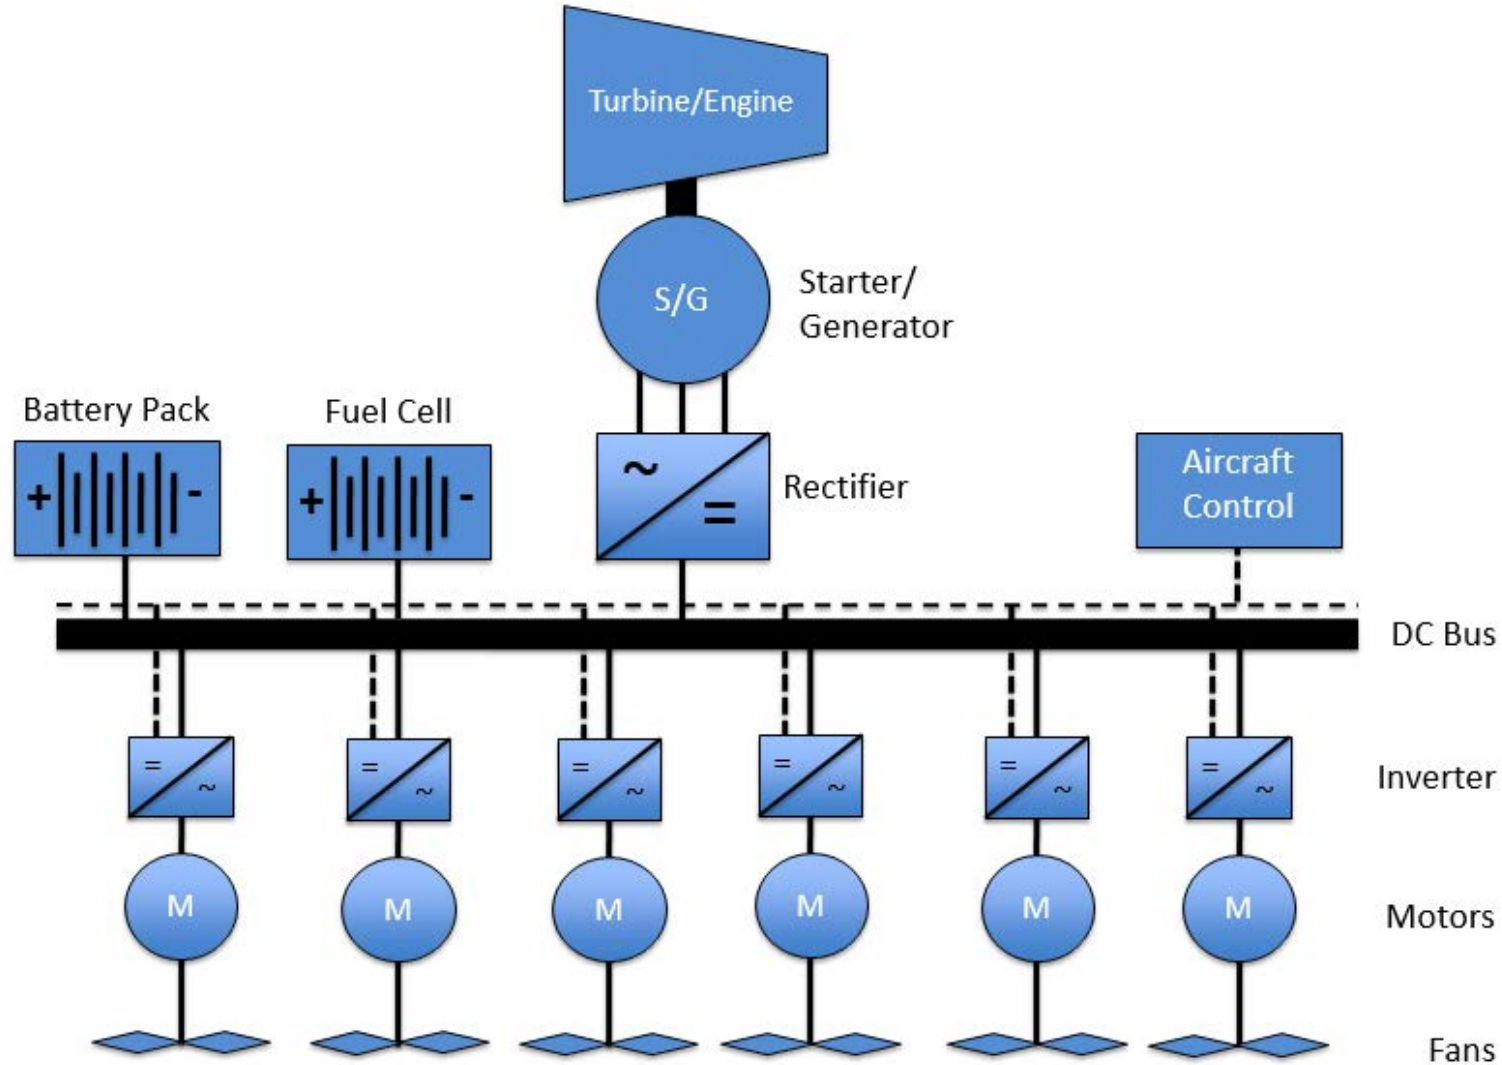 Turbine/Engine
S/G
Starter/
Generator
Battery Pack
Fuel Cell
+ -
+ -
~
=
Rectifier
Aircraft
Control
DC Bus
= ~
= ~
= ~
= ~
= ~
= ~
Inverter
M
M
M
M
M
M
Motors
Fans